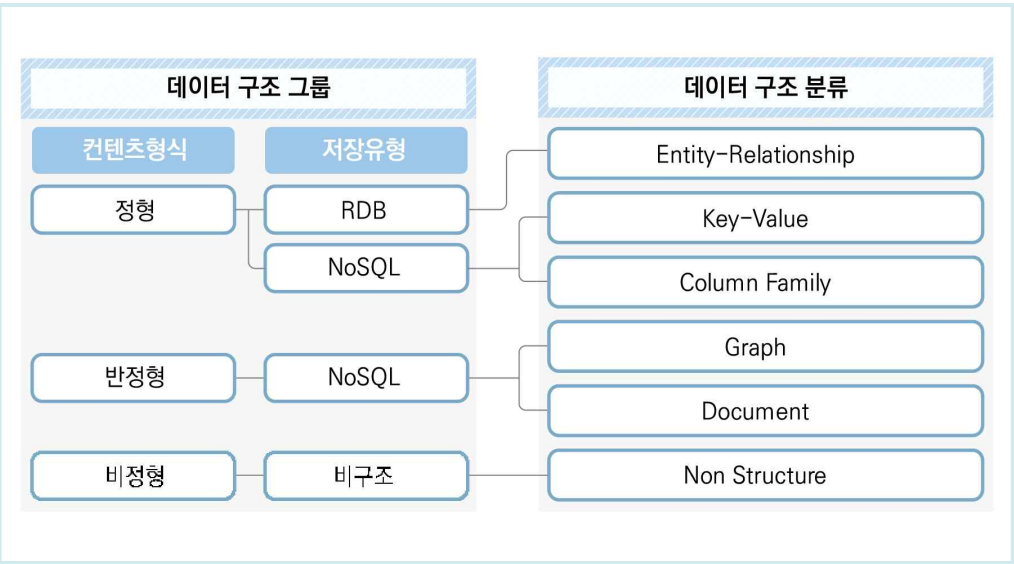 데이터 구조 그룹
컨텐츠형식
저장유형
정형
RDB
NoSQL
반정형
NoSQL
비정형
비구조
데이터 구조 분류
Entity-Relationship
Key-Value
Column Family
Graph
Document
Non Structure